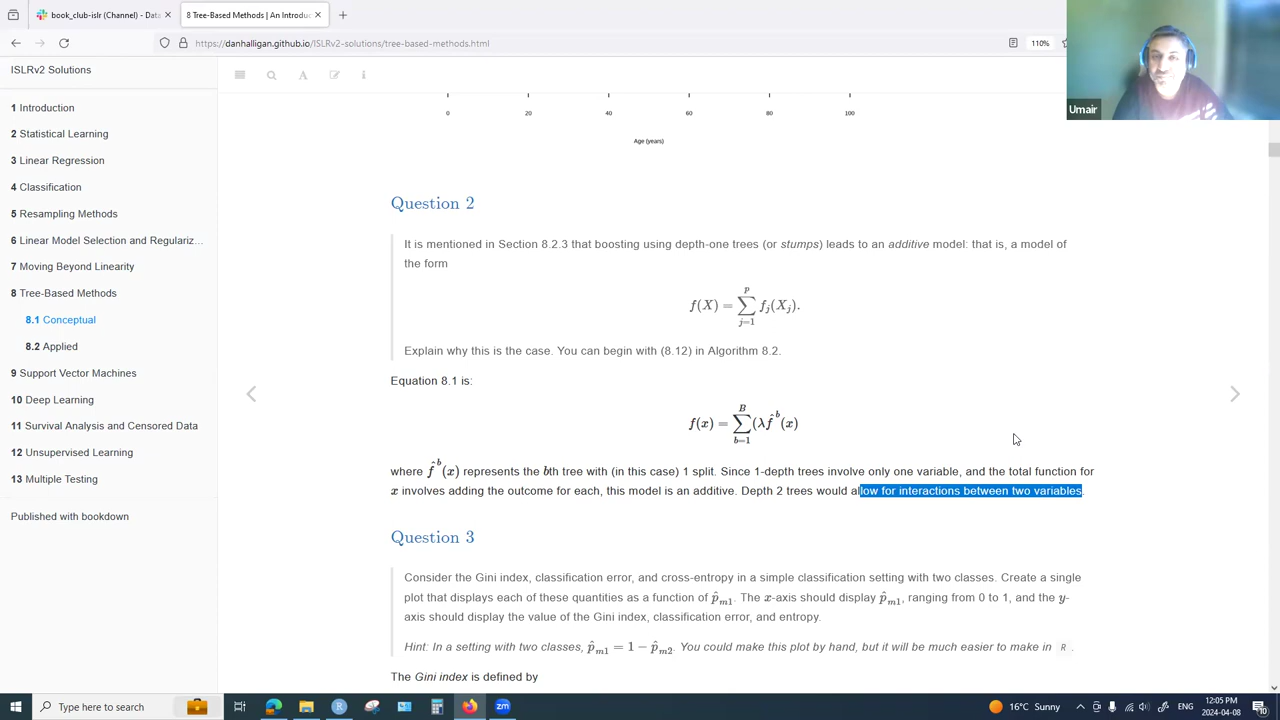 book_club-islr (Channel) - Dat
8 Tree-Based Methods | An Introduc
https://danhalligan.github.io/ISLRv2-solutions/tree-based-methods.html
110%
ISLRv2 Solutions
1 Introduction
2 Statistical Learning
3 Linear Regression
4 Classification
5 Resampling Methods
6 Linear Model Selection and Regulariz...
7 Moving Beyond Linearity
8 Tree-Based Methods
8.1 Conceptual
8.2 Applied
9 Support Vector Machines
10 Deep Learning
11 Survival Analysis and Censored Data
12 Unsupervised Learning
13 Multiple Testing
Published with bookdown
Umair
0 20 40 60 80 100
Age (years)
Question 2
It is mentioned in Section 8.2.3 that boosting using depth-one trees (or stumps) leads to an additive model: that is, a model of
the form
f(X) = ∑_{j=1}^{p} f_j(X_j).
Explain why this is the case. You can begin with (8.12) in Algorithm 8.2.
Equation 8.1 is:
f(x) = ∑_{b=1}^{B} (λf̂^b(x)
where f̂^b(x) represents the bth tree with (in this case) 1 split. Since 1-depth trees involve only one variable, and the total function for
x involves adding the outcome for each, this model is an additive. Depth 2 trees would allow for interactions between two variables.
Question 3
Consider the Gini index, classification error, and cross-entropy in a simple classification setting with two classes. Create a single
plot that displays each of these quantities as a function of p̂_{m1}. The x-axis should display p̂_{m1}, ranging from 0 to 1, and the y-
axis should display the value of the Gini index, classification error, and entropy.
Hint: In a setting with two classes, p̂_{m1} = 1 − p̂_{m2}. You could make this plot by hand, but it will be much easier to make in R.
The Gini index is defined by
Type here to search
16°C Sunny
12:05 PM
2024-04-08